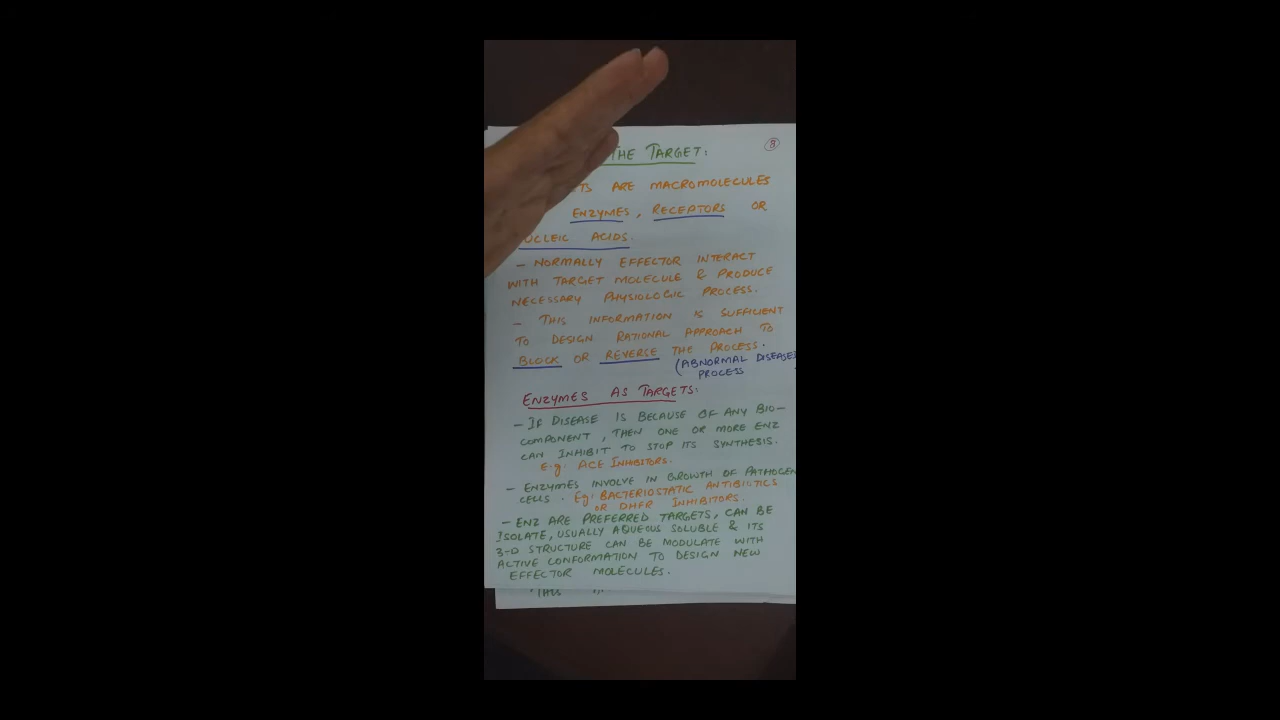 THE TARGET:
8
ARE MACROMOLECULES
ENZYMES, RECEPTORS OR
ACIDS.
- NORMALLY EFFECTOR INTERACT
WITH TARGET MOLECULE & PRODUCE
NECESSARY PHYSIOLOGIC PROCESS.
- THIS INFORMATION IS SUFFICIENT
TO DESIGN RATIONAL APPROACH TO
BLOCK OR REVERSE THE PROCESS.
(ABNORMAL DISEASE
PROCESS
ENZYMES AS TARGETS:
- IF DISEASE IS BECAUSE OF ANY BIO-
COMPONENT, THEN ONE OR MORE ENZ
CAN INHIBIT TO STOP ITS SYNTHESIS.
E.g. ACE INHIBITORS.
- ENZYMES INVOLVE IN GROWTH OF PATHOGEN
CELLS. Eg: BACTERIOSTATIC ANTIBIOTICS
OR DHFR INHIBITORS.
- ENZ ARE PREFERRED TARGETS, CAN BE
ISOLATE, USUALLY AQUEOUS SOLUBLE & ITS
3-D STRUCTURE CAN BE MODULATE WITH
ACTIVE CONFORMATION TO DESIGN NEW
EFFECTOR MOLECULES.